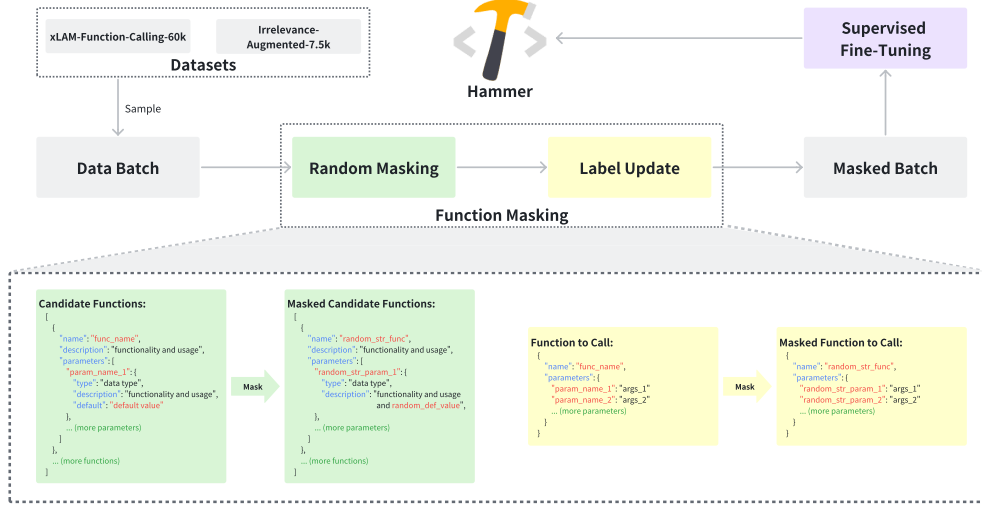 xLAM-Function-Calling-60k
Irrelevance-
Augmented-7.5k
Datasets
Sample
Hammer
Supervised
Fine-Tuning
Data Batch
Random Masking
Label Update
Masked Batch
Function Masking
Candidate Functions:
[
{
"name": "func_name",
"description": "functionality and usage",
"parameters": [
"param_name_1": {
"type": "data type",
"description": "functionality and usage",
"default": "default value"
},
... (more parameters)
]
},
... (more functions)
]
Mask
Masked Candidate Functions:
[
{
"name": "random_str_func",
"description": "functionality and usage",
"parameters": [
"random_str_param_1": {
"type": "data type",
"description": "functionality and usage
and random_def_value",
},
... (more parameters)
]
},
... (more functions)
]
Function to Call:
{
"name": "func_name",
"parameters": {
"param_name_1": "args_1"
"param_name_2": "args_2"
... (more parameters)
}
}
Mask
Masked Function to Call:
{
"name": "random_str_func",
"parameters": {
"random_str_param_1": "args_1"
"random_str_param_2": "args_2"
... (more parameters)
}
}